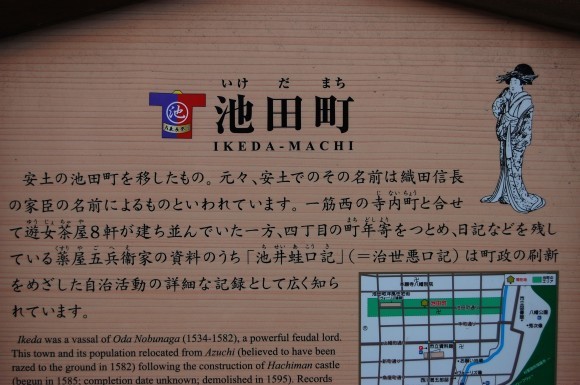 いけ だ まち
池
池田町
IKEDA-MACHI
安土の池田町を移したもの。元々、安土でのその名前は織田信長
の家臣の名前によるものといわれています。一筋西の寺内町と合せ
て遊女茶屋8軒が建ち並んでいた一方、四丁目の町年寄をつとめ、日記などを残し
ている薬屋五兵衛家の資料のうち「池井蛙口記」(=治世悪口記)は町政の刷新
をめざした自治活動の詳細な記録として広く知ら
れています。
Ikeda was a vassal of Oda Nobunaga (1534-1582), a powerful feudal lord.
This town and its population relocated from Azuchi (believed to have been
razed to the ground in 1582) following the construction of Hachiman castle
(begun in 1585; completion date unknown; demolished in 1595). Records